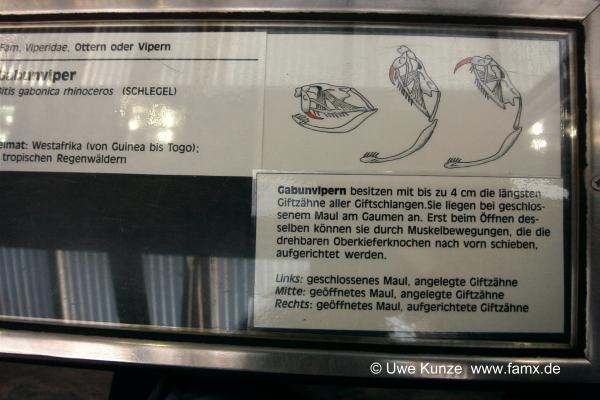 Fam. Viperidae, Ottern oder Vipern
Gabunviper
Bitis gabonica rhinoceros (SCHLEGEL)
Heimat: Westafrika (von Guinea bis Togo);
tropischen Regenwäldern
Gabunvipern besitzen mit bis zu 4 cm die längsten
Giftzähne aller Giftschlangen.Sie liegen bei geschlos-
senem Maul am Gaumen an. Erst beim Öffnen des-
selben können sie durch Muskelbewegungen, die die
drehbaren Oberkieferknochen nach vorn schieben,
aufgerichtet werden.
Links: geschlossenes Maul, angelegte Giftzähne
Mitte: geöffnetes Maul, angelegte Giftzähne
Rechts: geöffnetes Maul, aufgerichtete Giftzähne
© Uwe Kunze www.famx.de